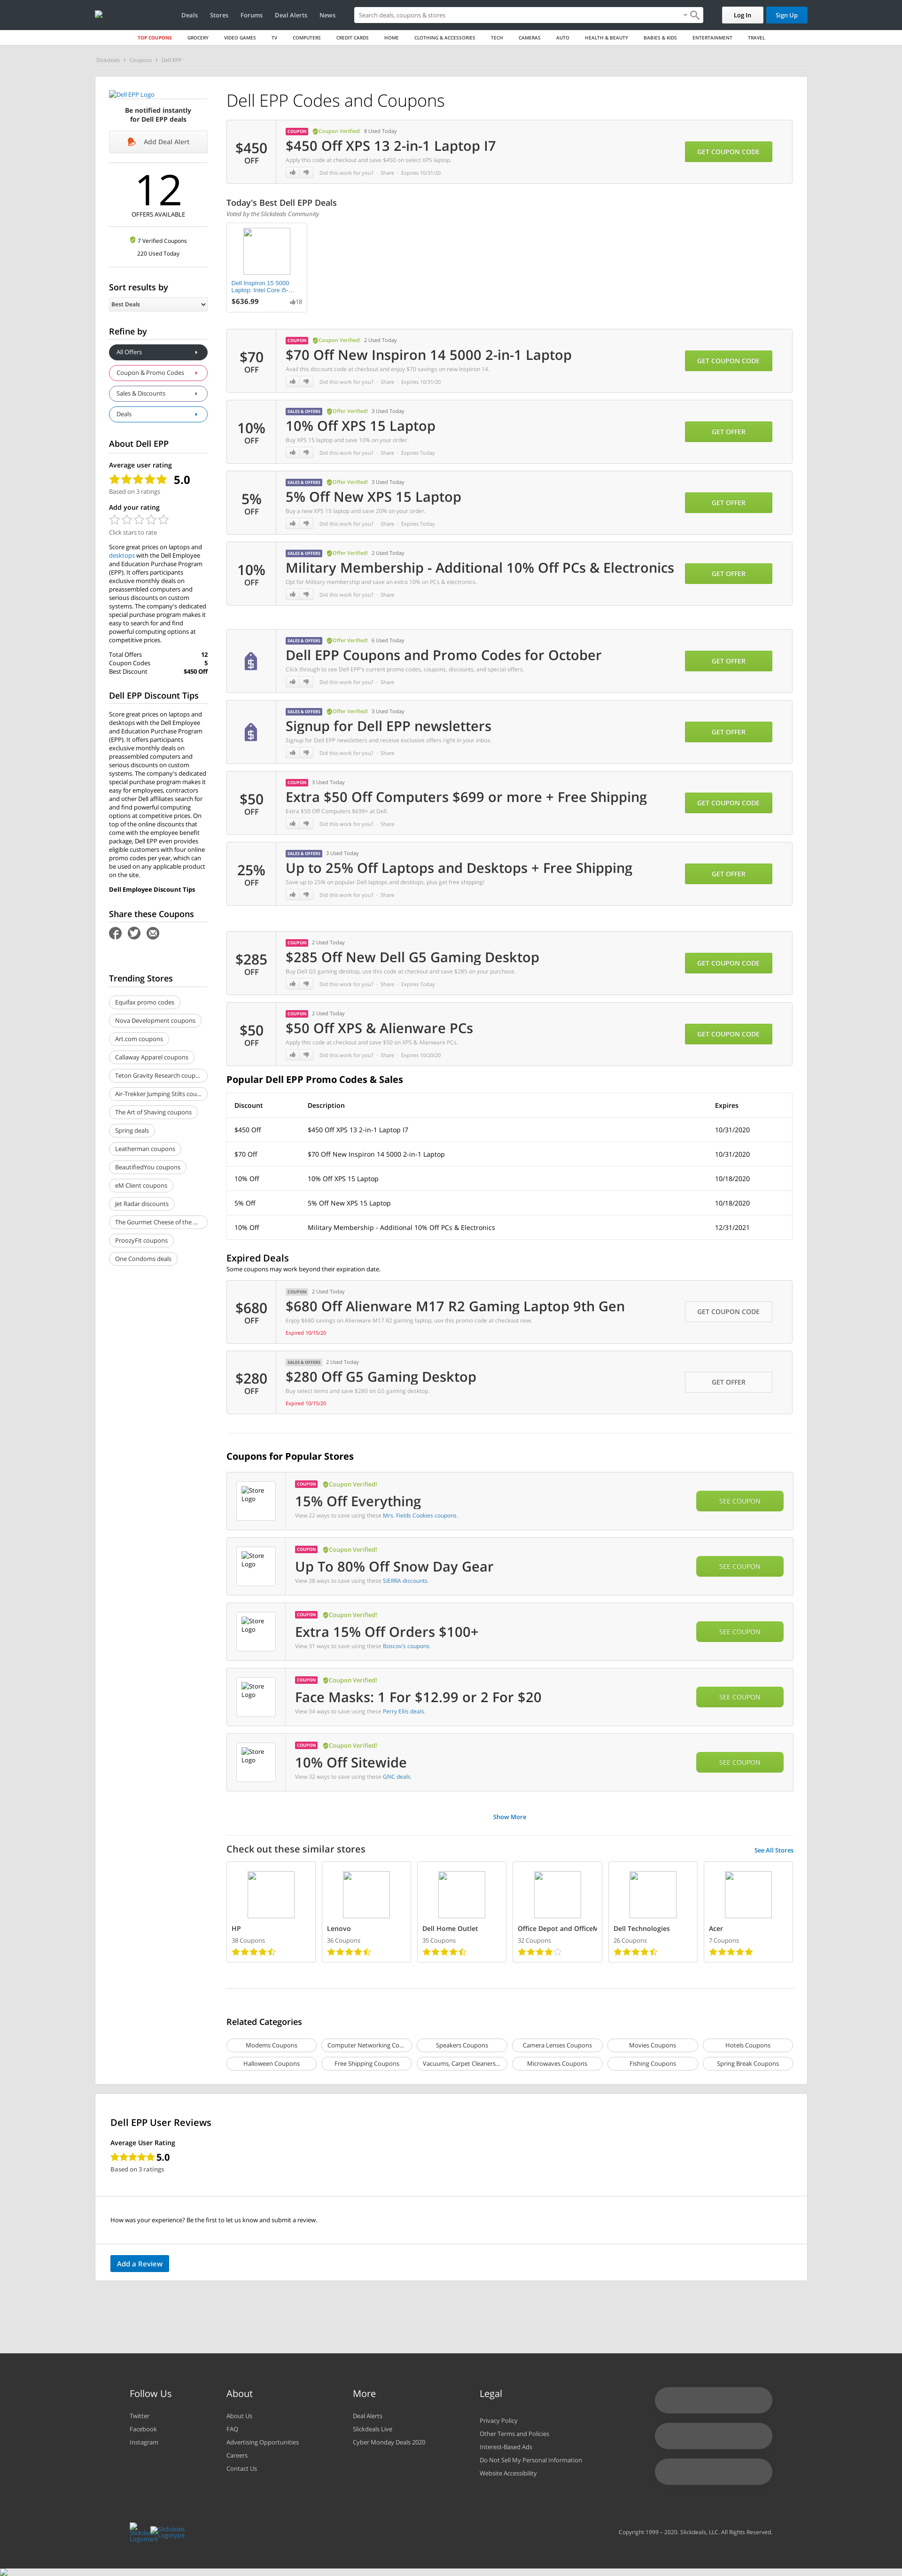 Deals Stores Forums Deal Alerts News
Search deals, coupons & stores
Log In
Sign Up
TOP COUPONS GROCERY VIDEO GAMES TV COMPUTERS CREDIT CARDS HOME CLOTHING & ACCESSORIES TECH CAMERAS AUTO HEALTH & BEAUTY BABIES & KIDS ENTERTAINMENT TRAVEL
Slickdeals Coupons Dell EPP
Dell EPP Logo
Be notified instantly
for Dell EPP deals
Add Deal Alert
12
OFFERS AVAILABLE
7 Verified Coupons
220 Used Today
Sort results by
Best Deals
Refine by
All Offers
Coupon & Promo Codes
Sales & Discounts
Deals
About Dell EPP
Average user rating
5.0
Based on 3 ratings
Add your rating
Click stars to rate
Score great prices on laptops and
desktops with the Dell Employee
and Education Purchase Program
(EPP). It offers participants
exclusive monthly deals on
preassembled computers and
serious discounts on custom
systems. The company's dedicated
special purchase program makes it
easy to search for and find
powerful computing options at
competitive prices.
Total Offers 12
Coupon Codes 5
Best Discount $450 Off
Dell EPP Discount Tips
Score great prices on laptops and
desktops with the Dell Employee
and Education Purchase Program
(EPP). It offers participants
exclusive monthly deals on
preassembled computers and
serious discounts on custom
systems. The company's dedicated
special purchase program makes it
easy for employees, contractors
and other Dell affiliates search for
and find powerful computing
options at competitive prices. On
top of the online discounts that
come with the employee benefit
package, Dell EPP even provides
eligible customers with four online
promo codes per year, which can
be used on any applicable product
on the site.
Dell Employee Discount Tips
Share these Coupons
Trending Stores
Equifax promo codes
Nova Development coupons
Art.com coupons
Callaway Apparel coupons
Teton Gravity Research coup...
Air-Trekker Jumping Stilts cou...
The Art of Shaving coupons
Spring deals
Leatherman coupons
BeautifiedYou coupons
eM Client coupons
Jet Radar discounts
The Gourmet Cheese of the ...
ProozyFit coupons
One Condoms deals
Dell EPP Codes and Coupons
$450
OFF
COUPON Coupon Verified! 8 Used Today
$450 Off XPS 13 2-in-1 Laptop I7
Apply this code at checkout and save $450 on select XPS laptop.
Did this work for you? · Share · Expires 10/31/20
GET COUPON CODE
Today's Best Dell EPP Deals
Voted by the Slickdeals Community
Dell Inspiron 15 5000
Laptop: Intel Core i5-...
$636.99 18
$70
OFF
COUPON Coupon Verified! 2 Used Today
$70 Off New Inspiron 14 5000 2-in-1 Laptop
Avail this discount code at checkout and enjoy $70 savings on new Inspiron 14.
Did this work for you? · Share · Expires 10/31/20
GET COUPON CODE
10%
OFF
SALES & OFFERS Offer Verified! 3 Used Today
10% Off XPS 15 Laptop
Buy XPS 15 laptop and save 10% on your order.
Did this work for you? · Share · Expires Today
GET OFFER
5%
OFF
SALES & OFFERS Offer Verified! 3 Used Today
5% Off New XPS 15 Laptop
Buy a new XPS 15 laptop and save 20% on your order.
Did this work for you? · Share · Expires Today
GET OFFER
10%
OFF
SALES & OFFERS Offer Verified! 2 Used Today
Military Membership - Additional 10% Off PCs & Electronics
Opt for Military membership and save an extra 10% on PCs & electronics.
Did this work for you? · Share
GET OFFER
SALES & OFFERS Offer Verified! 6 Used Today
Dell EPP Coupons and Promo Codes for October
Click through to see Dell EPP's current promo codes, coupons, discounts, and special offers.
Did this work for you? · Share
GET OFFER
SALES & OFFERS Offer Verified! 3 Used Today
Signup for Dell EPP newsletters
Signup for Dell EPP newsletters and receive exclusive offers right in your inbox.
Did this work for you? · Share
GET OFFER
$50
OFF
COUPON 3 Used Today
Extra $50 Off Computers $699 or more + Free Shipping
Extra $50 Off Computers $699+ at Dell.
Did this work for you? · Share
GET COUPON CODE
25%
OFF
SALES & OFFERS 3 Used Today
Up to 25% Off Laptops and Desktops + Free Shipping
Save up to 25% on popular Dell laptops and desktops, plus get free shipping!
Did this work for you? · Share
GET OFFER
$285
OFF
COUPON 2 Used Today
$285 Off New Dell G5 Gaming Desktop
Buy Dell G5 gaming desktop, use this code at checkout and save $285 on your purchase.
Did this work for you? · Share · Expires Today
GET COUPON CODE
$50
OFF
COUPON 2 Used Today
$50 Off XPS & Alienware PCs
Apply this code at checkout and save $50 on XPS & Alienware PCs.
Did this work for you? · Share · Expires 10/20/20
GET COUPON CODE
Popular Dell EPP Promo Codes & Sales
Discount Description Expires
$450 Off $450 Off XPS 13 2-in-1 Laptop I7 10/31/2020
$70 Off $70 Off New Inspiron 14 5000 2-in-1 Laptop 10/31/2020
10% Off 10% Off XPS 15 Laptop 10/18/2020
5% Off 5% Off New XPS 15 Laptop 10/18/2020
10% Off Military Membership - Additional 10% Off PCs & Electronics 12/31/2021
Expired Deals
Some coupons may work beyond their expiration date.
$680
OFF
COUPON 2 Used Today
$680 Off Alienware M17 R2 Gaming Laptop 9th Gen
Enjoy $680 savings on Alienware M17 R2 gaming laptop, use this promo code at checkout now.
Expired 10/15/20
GET COUPON CODE
$280
OFF
SALES & OFFERS 2 Used Today
$280 Off G5 Gaming Desktop
Buy select items and save $280 on G5 gaming desktop.
Expired 10/15/20
GET OFFER
Coupons for Popular Stores
Store Logo
COUPON Coupon Verified!
15% Off Everything
View 22 ways to save using these Mrs. Fields Cookies coupons.
SEE COUPON
Store Logo
COUPON Coupon Verified!
Up To 80% Off Snow Day Gear
View 38 ways to save using these SIERRA discounts.
SEE COUPON
Store Logo
COUPON Coupon Verified!
Extra 15% Off Orders $100+
View 31 ways to save using these Boscov's coupons.
SEE COUPON
Store Logo
COUPON Coupon Verified!
Face Masks: 1 For $12.99 or 2 For $20
View 34 ways to save using these Perry Ellis deals.
SEE COUPON
Store Logo
COUPON Coupon Verified!
10% Off Sitewide
View 32 ways to save using these GNC deals.
SEE COUPON
Show More
Check out these similar stores
See All Stores
HP
38 Coupons
Lenovo
36 Coupons
Dell Home Outlet
35 Coupons
Office Depot and OfficeM
32 Coupons
Dell Technologies
26 Coupons
Acer
7 Coupons
Related Categories
Modems Coupons
Computer Networking Co...
Speakers Coupons
Camera Lenses Coupons
Movies Coupons
Hotels Coupons
Halloween Coupons
Free Shipping Coupons
Vacuums, Carpet Cleaners...
Microwaves Coupons
Fishing Coupons
Spring Break Coupons
Dell EPP User Reviews
Average User Rating
5.0
Based on 3 ratings
How was your experience? Be the first to let us know and submit a review.
Add a Review
Follow Us
Twitter
Facebook
Instagram
About
About Us
FAQ
Advertising Opportunities
Careers
Contact Us
More
Deal Alerts
Slickdeals Live
Cyber Monday Deals 2020
Legal
Privacy Policy
Other Terms and Policies
Interest-Based Ads
Do Not Sell My Personal Information
Website Accessibility
Slickdeals
Logotype
Copyright 1999 – 2020. Slickdeals, LLC. All Rights Reserved.